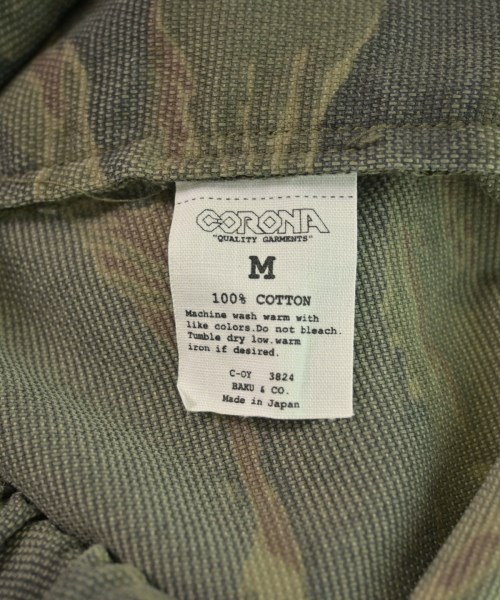 CORONA
"QUALITY GARMENTS"
M
100% COTTON
Machine wash warm with
like colors.Do not bleach.
Tumble dry low.warm
iron if desired.
C-OY 3824
BAKU & CO.
Made in Japan